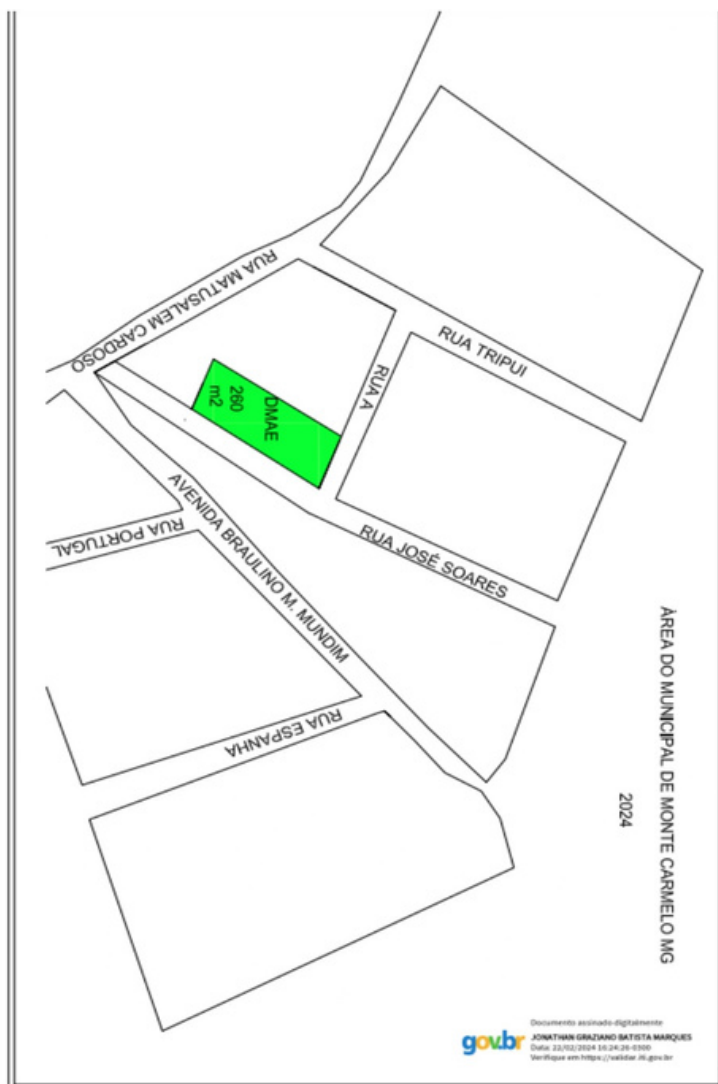 RUA MATUSALEM CARDOSO
RUA TRIPUI
RUA A
DMAE
260
m2
RUA JOSÉ SOARES
AVENIDA BRAULINO M. MUNDIM
RUA PORTUGAL
RUA ESPANHA
ÀREA DO MUNICIPAL DE MONTE CARMELO MG
2024
gov.br
Documento assinado digitalmente
JONATHAN GRAZIANO BATISTA MARQUES
Data: 22/02/2024 16:24:26-0300
Verifique em https://validar.iti.gov.br